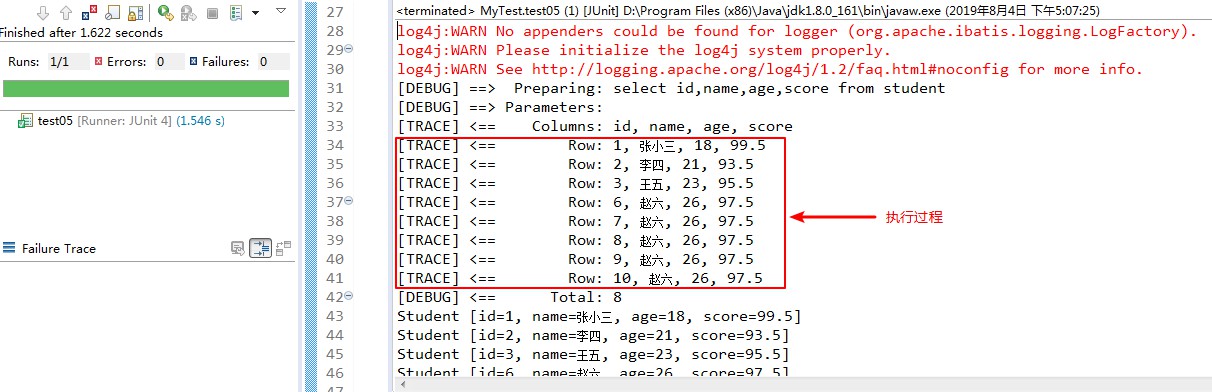 Finished after 1.622 seconds
Runs: 1/1 Errors: 0 Failures: 0
test05 [Runner: JUnit 4] (1.546 s)
Failure Trace
27
28
29
30
31
32
33
34
35
36
37
38
39
40
41
42
43
44
45
46
47
<terminated> MyTest.test05 (1) [JUnit] D:\Program Files (x86)\Java\jdk1.8.0_161\bin\javaw.exe (2019年8月4日 下午5:07:25)
log4j:WARN No appenders could be found for logger (org.apache.ibatis.logging.LogFactory).
log4j:WARN Please initialize the log4j system properly.
log4j:WARN See http://logging.apache.org/log4j/1.2/faq.html#noconfig for more info.
[DEBUG] ==>  Preparing: select id,name,age,score from student
[DEBUG] ==> Parameters:
[TRACE] <==    Columns: id, name, age, score
[TRACE] <==        Row: 1, 张小三, 18, 99.5
[TRACE] <==        Row: 2, 李四, 21, 93.5
[TRACE] <==        Row: 3, 王五, 23, 95.5
[TRACE] <==        Row: 6, 赵六, 26, 97.5
[TRACE] <==        Row: 7, 赵六, 26, 97.5
[TRACE] <==        Row: 8, 赵六, 26, 97.5
[TRACE] <==        Row: 9, 赵六, 26, 97.5
[TRACE] <==        Row: 10, 赵六, 26, 97.5
执行过程
[DEBUG] <==      Total: 8
Student [id=1, name=张小三, age=18, score=99.5]
Student [id=2, name=李四, age=21, score=93.5]
Student [id=3, name=王五, age=23, score=95.5]
Student [id=6, name=赵六, age=26, score=97.5]